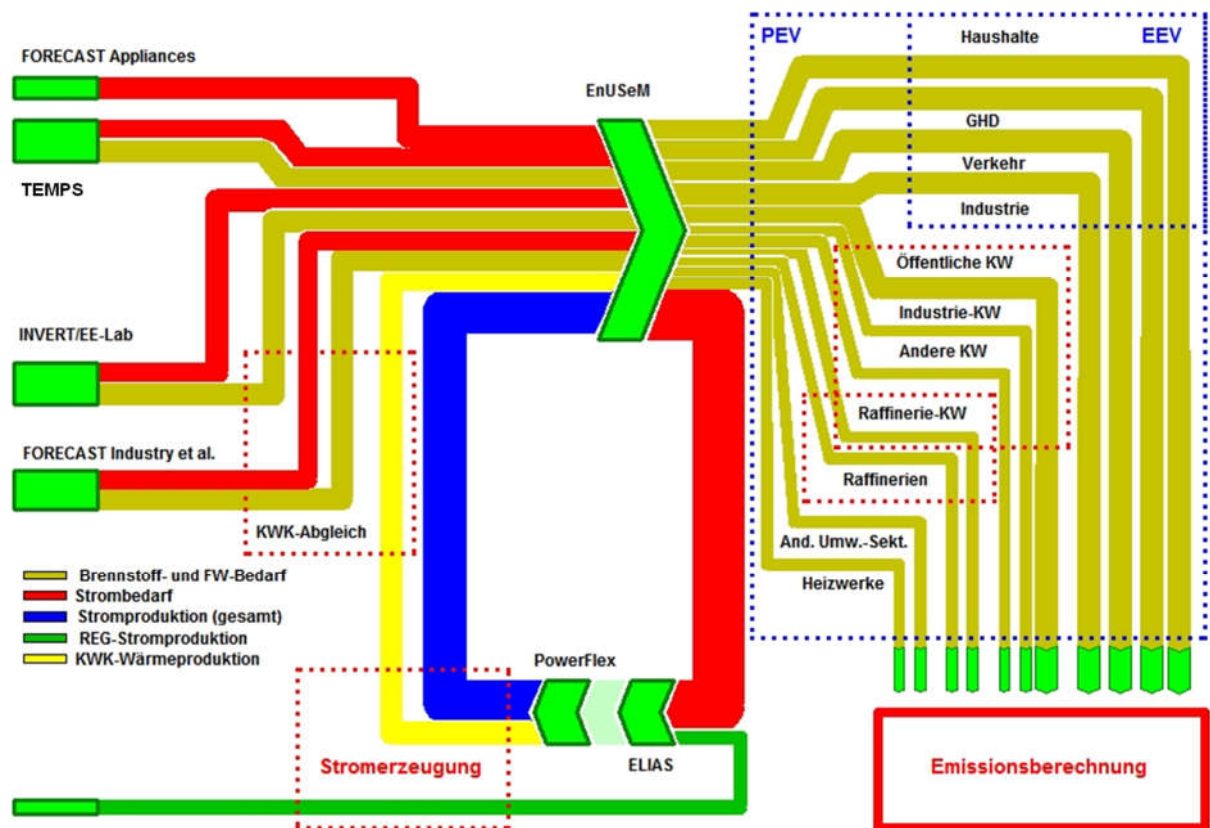 FORECAST Appliances
TEMPS
INVERT/EE-Lab
FORECAST Industry et al.
KWK-Abgleich
Brennstoff- und FW-Bedarf
Strombedarf
Stromproduktion (gesamt)
REG-Stromproduktion
KWK-Wärmeproduktion
EnUSeM
PowerFlex
ELIAS
Stromerzeugung
PEV
EEV
Haushalte
GHD
Verkehr
Industrie
Öffentliche KW
Industrie-KW
Andere KW
Raffinerie-KW
Raffinerien
And. Umw.-Sekt.
Heizwerke
Emissionsberechnung